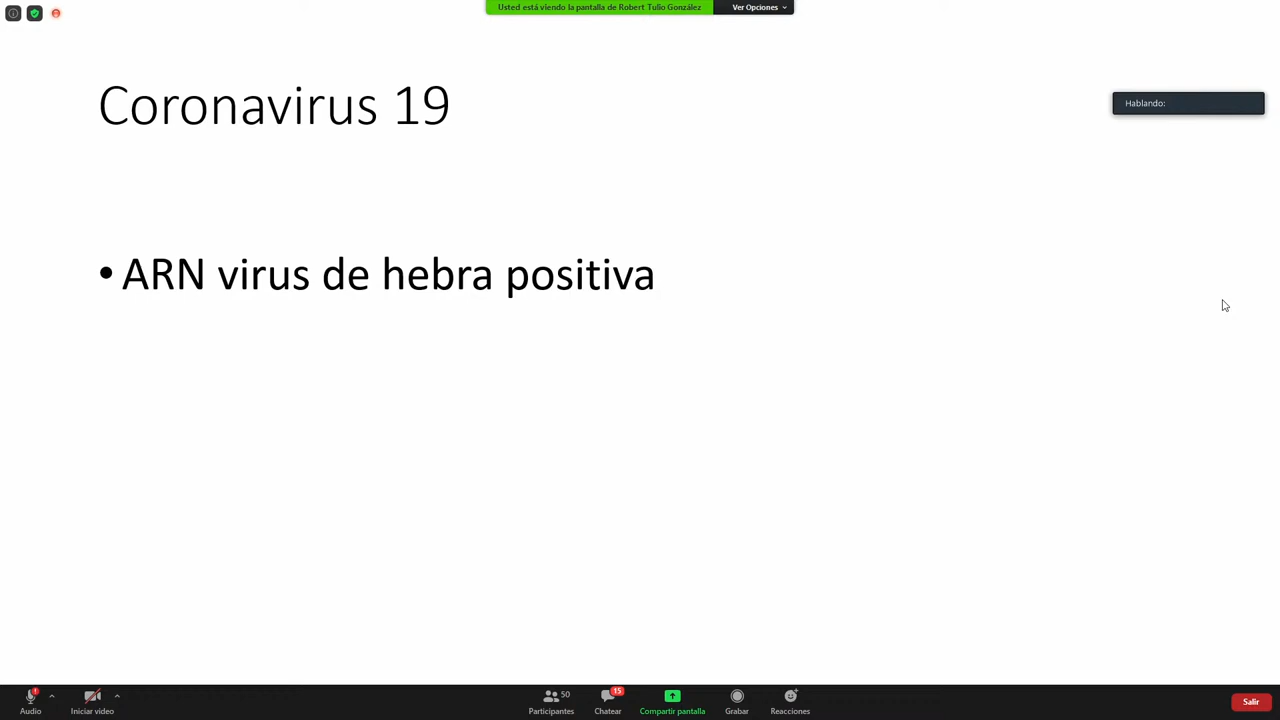 Usted está viendo la pantalla de Robert Tulio González
Ver Opciones
Coronavirus 19
Hablando:
• ARN virus de hebra positiva
50
15
Audio
Iniciar video
Participantes
Chatear
Compartir pantalla
Grabar
Reacciones
Salir